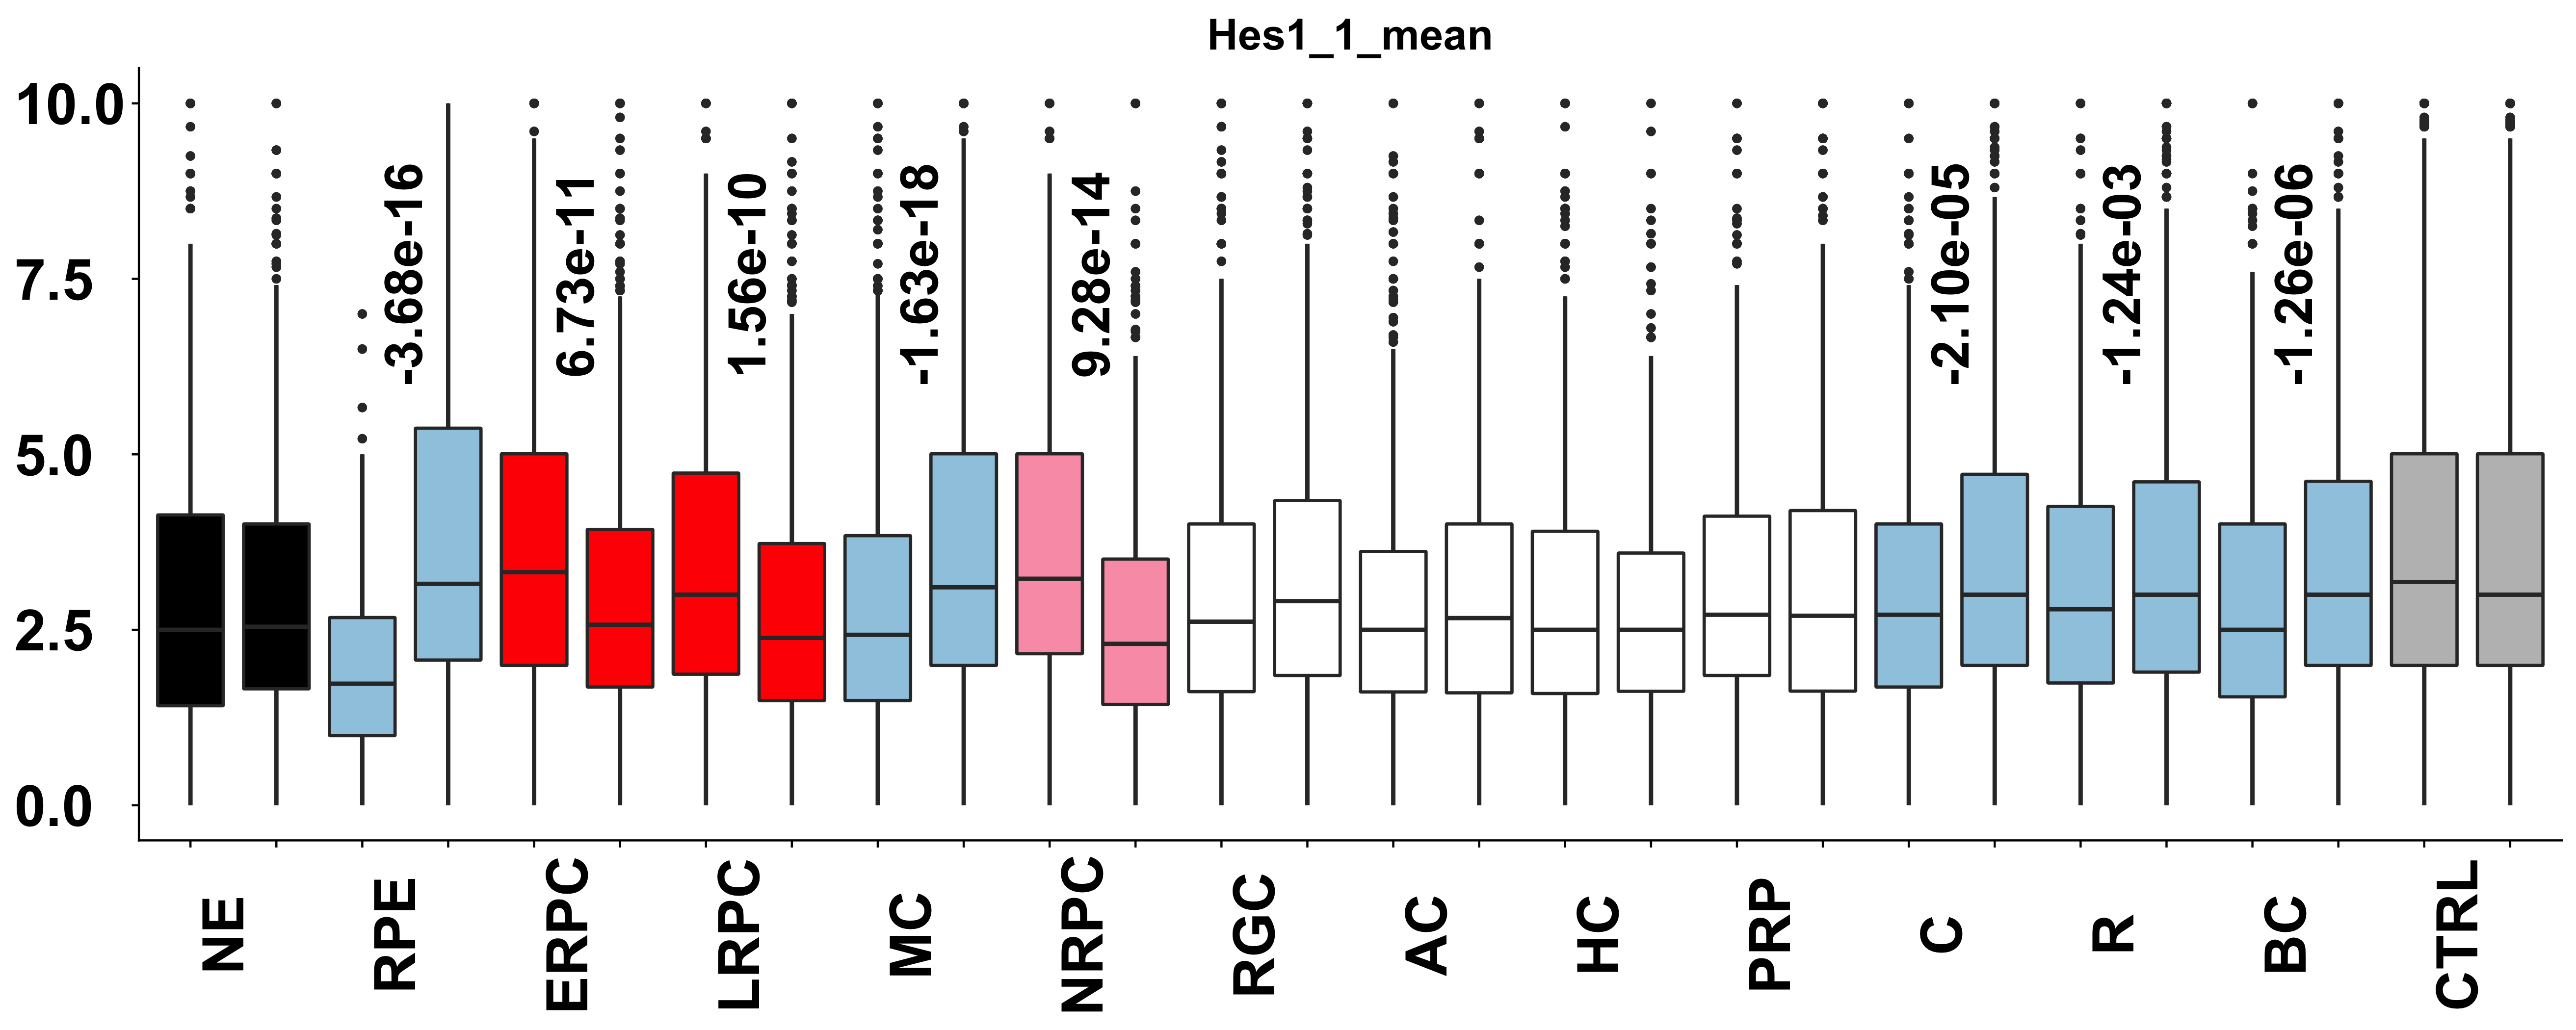 Hes1_1_mean
10.0
7.5
5.0
2.5
0.0
-3.68e-16
6.73e-11
1.56e-10
-1.63e-18
9.28e-14
-2.10e-05
-1.24e-03
-1.26e-06
NE
RRPE
ERPC
LRPC
MC
NRPC
RGC
AC
HC
PRP
C
R
BC
CTRL